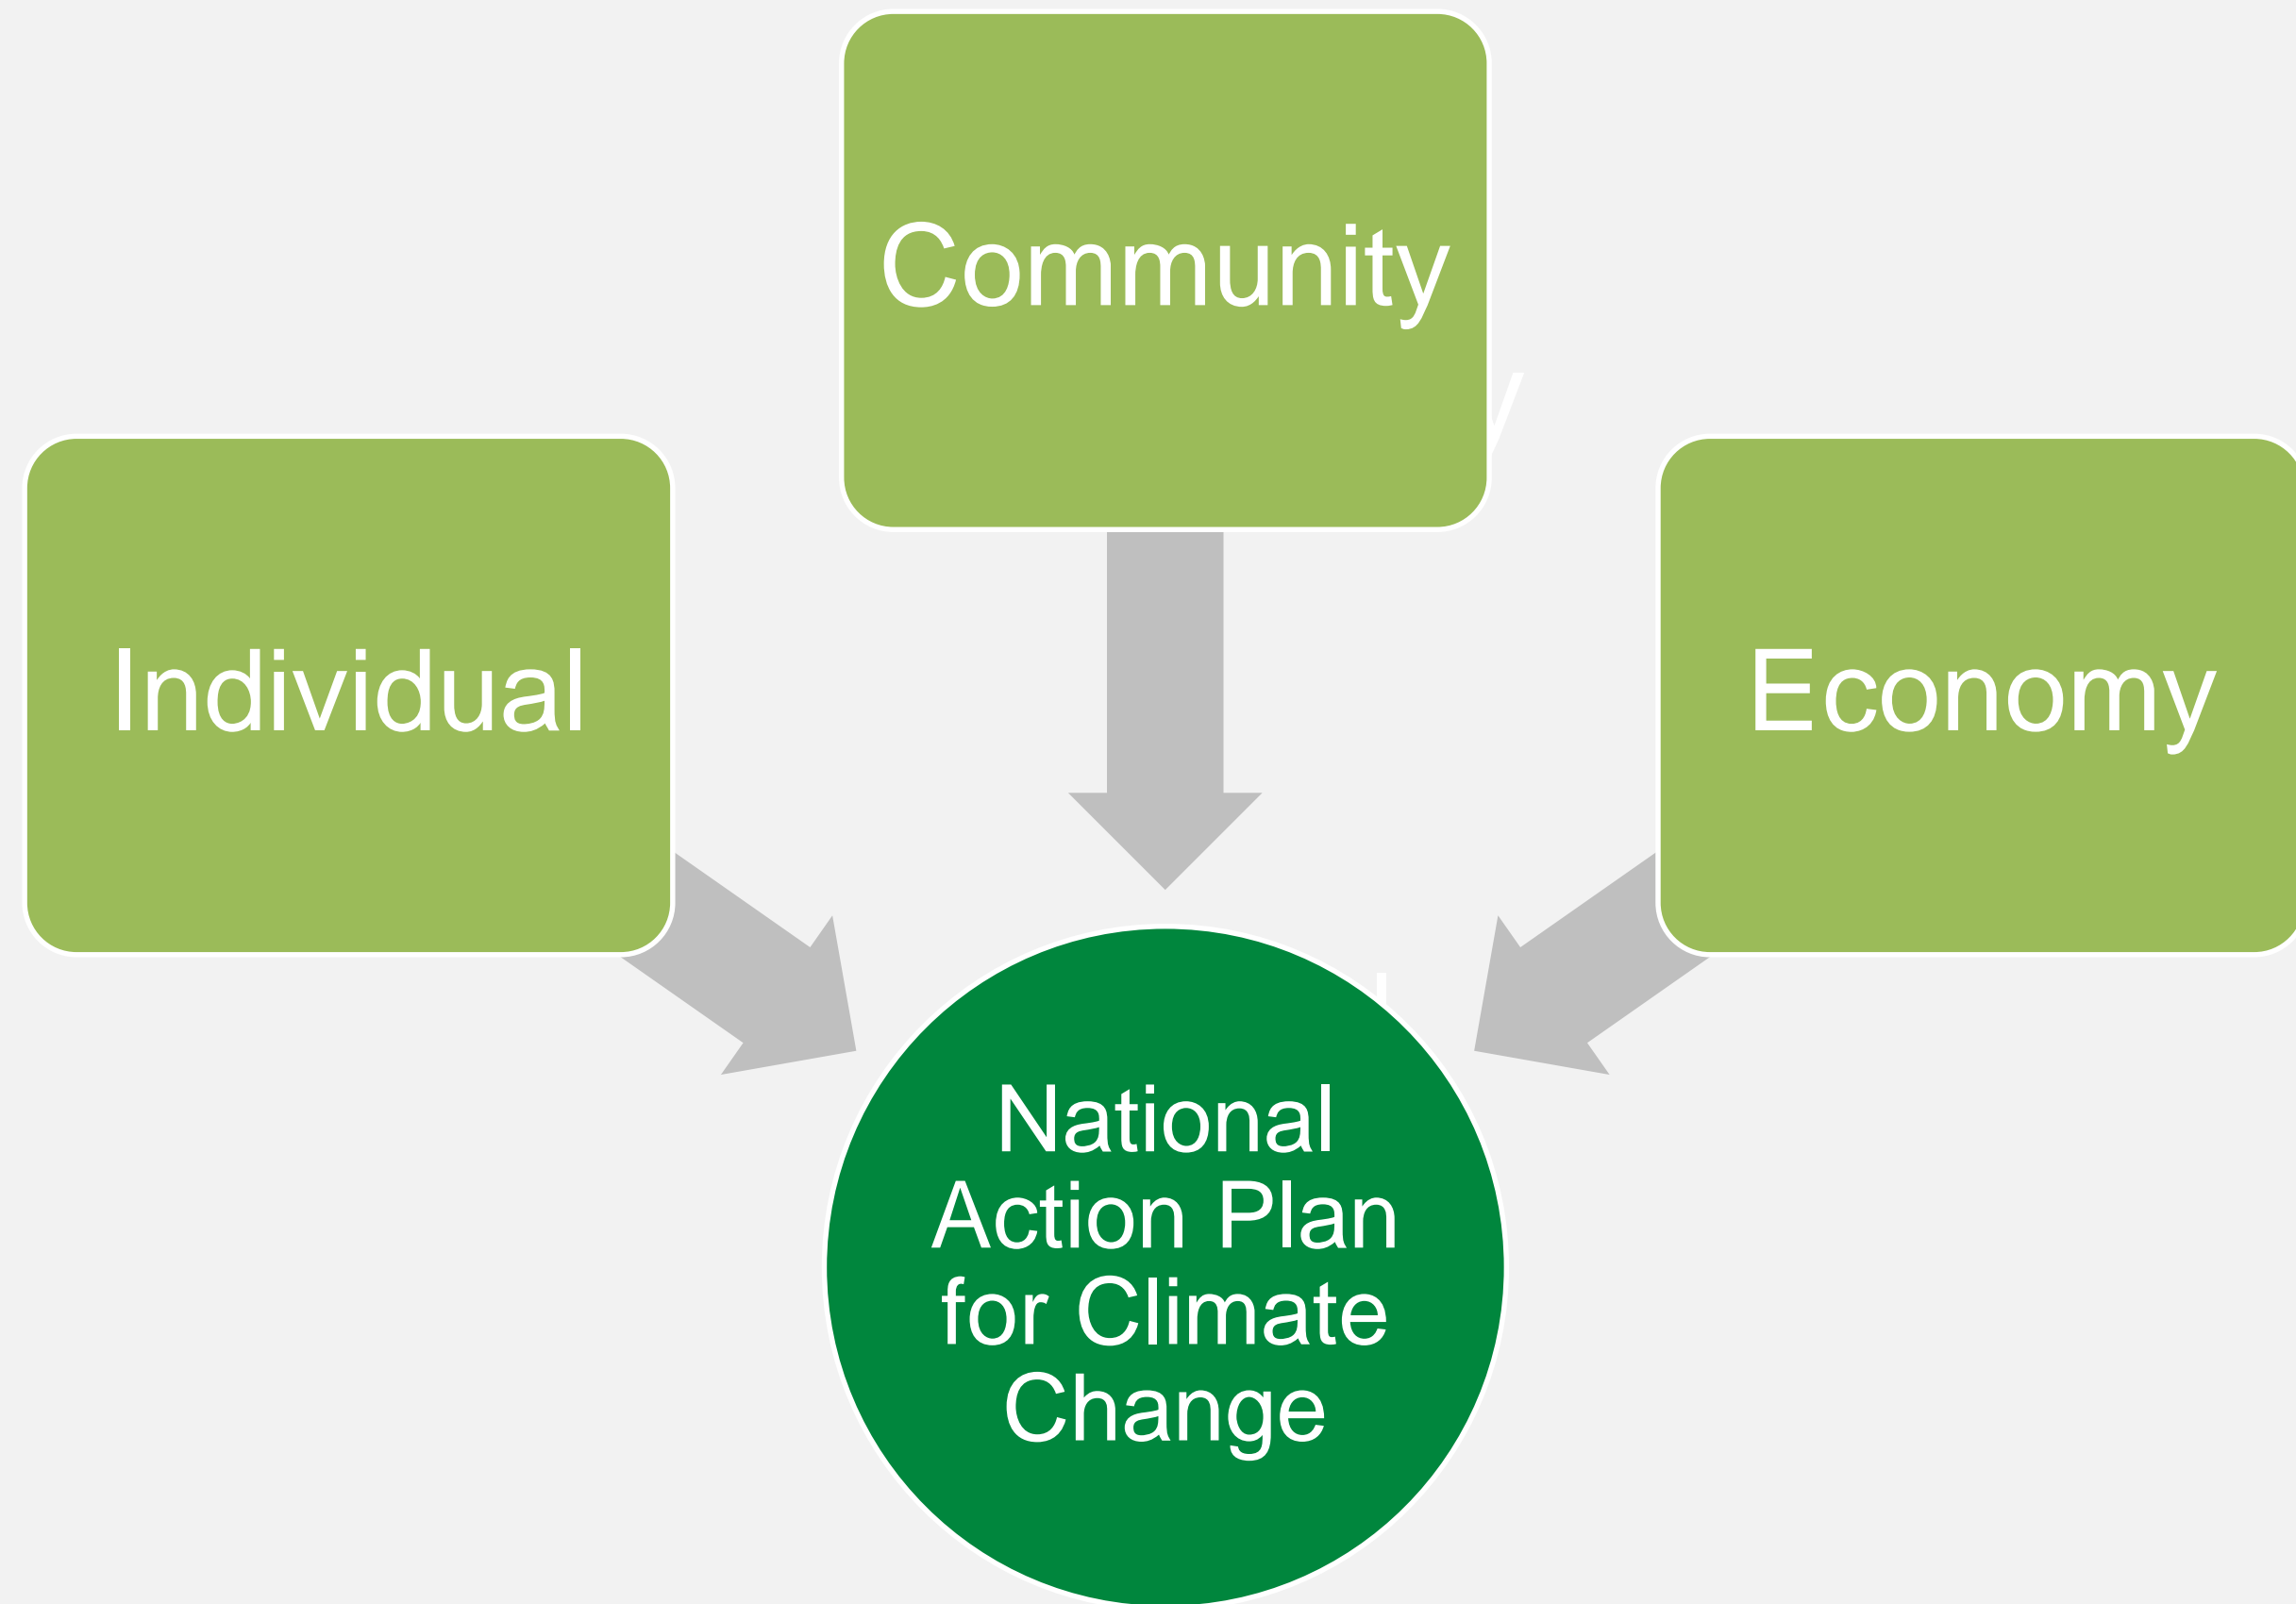 Community
Individual
Economy
National
Action Plan
for Climate
Change